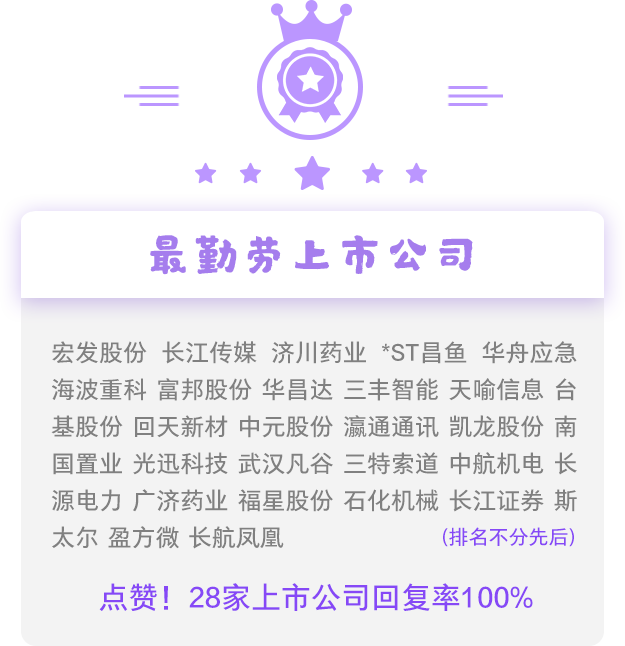 最勤劳上市公司
宏发股份 长江传媒 济川药业 *ST昌鱼 华舟应急
海波重科 富邦股份 华昌达 三丰智能 天喻信息 台
基股份 回天新材 中元股份 瀛通通讯 凯龙股份 南
国置业 光迅科技 武汉凡谷 三特索道 中航机电 长
源电力 广济药业 福星股份 石化机械 长江证券 斯
太尔 盈方微 长航凤凰
(排名不分先后)
点赞！28家上市公司回复率100%